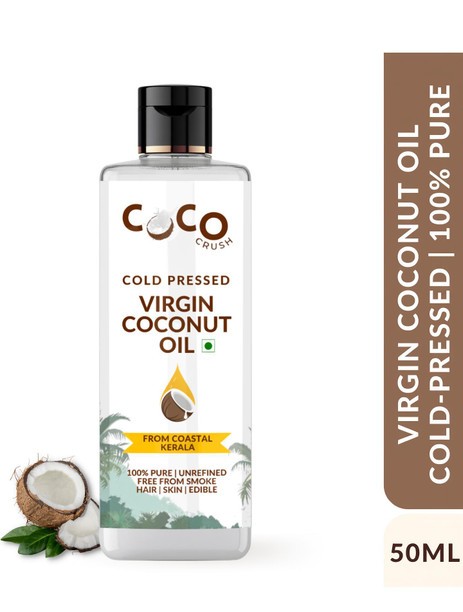 COCO
CRUSH
COLD PRESSED
VIRGIN
COCONUT
OIL
FROM COASTAL
KERALA
100% PURE | UNREFINED
FREE FROM SMOKE
HAIR | SKIN | EDIBLE
VIRGIN COCONUT OIL
COLD-PRESSED | 100% PURE
50ML